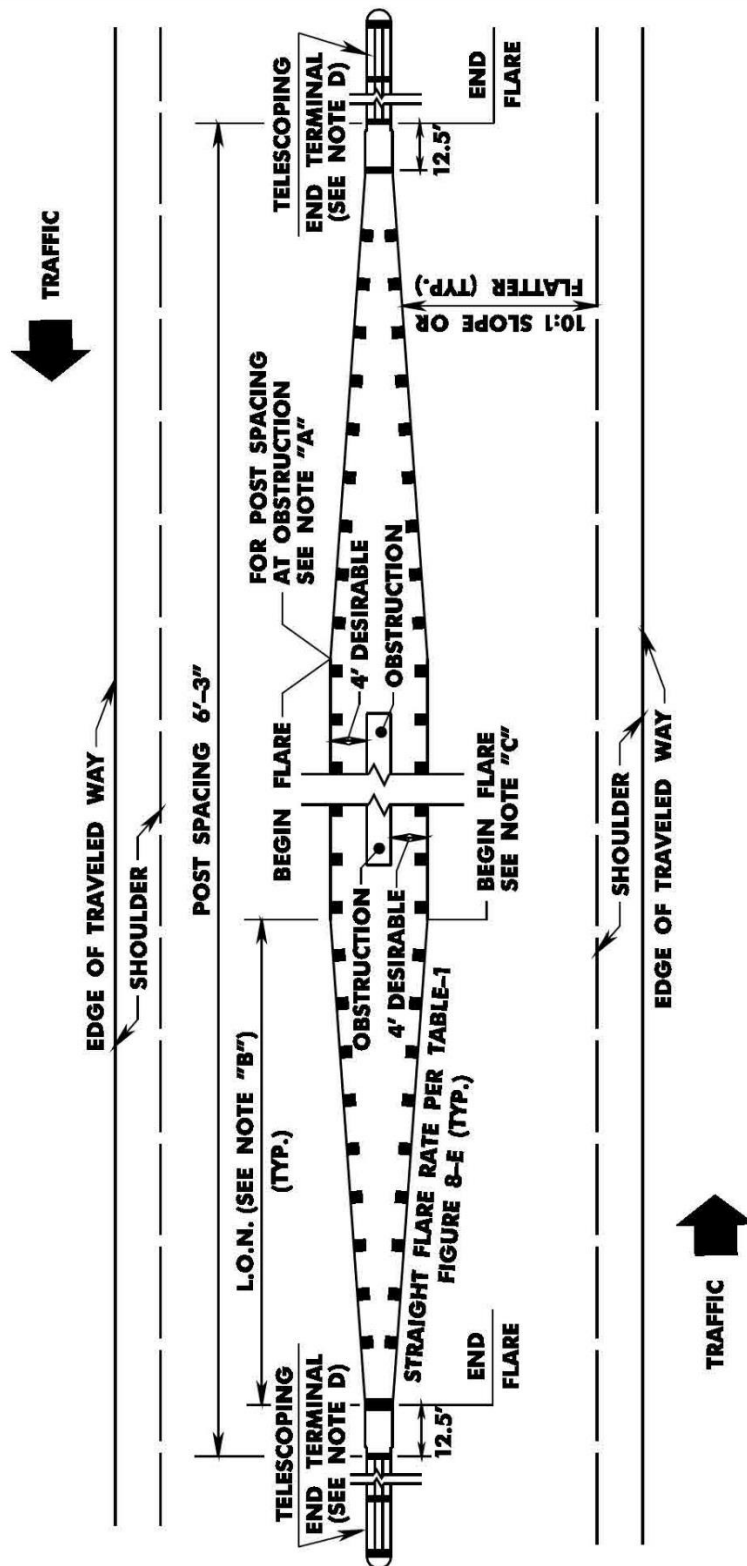 TRAFFIC
EDGE OF TRAVELED WAY
SHOULDER
POST SPACING 6'-3"
TELESCOPING
END TERMINAL
(SEE NOTE D)
L.O.N. (SEE NOTE "B")
(TYP.)
BEGIN FLARE
FOR POST SPACING
AT OBSTRUCTION
SEE NOTE "A"
TELESCOPING
END TERMINAL
(SEE NOTE D)
OBSTRUCTION
4' DESIRABLE
4' DESIRABLE
OBSTRUCTION
12.5'
END
FLARE
STRAIGHT FLARE RATE PER TABLE-1
FIGURE 8-E (TYP.)
BEGIN FLARE
SEE NOTE "C"
10:1 SLOPE OR
FLATTER (TYP.)
12.5'
END
FLARE
SHOULDER
EDGE OF TRAVELED WAY
TRAFFIC